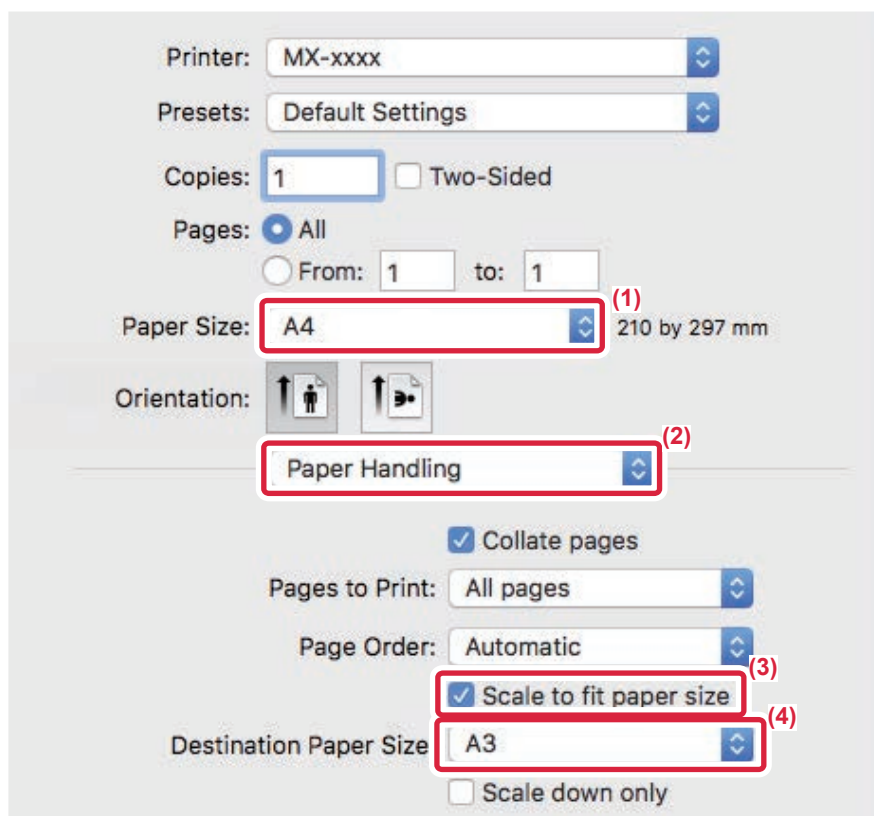 Printer: MX-xxxx
Presets: Default Settings
Copies: 1 Two-Sided
Pages: All
From: 1 to: 1
(1)
Paper Size: A4 210 by 297 mm
Orientation:
(2)
Paper Handling
Collate pages
Pages to Print: All pages
Page Order: Automatic
(3)
Scale to fit paper size
(4)
Destination Paper Size A3
Scale down only